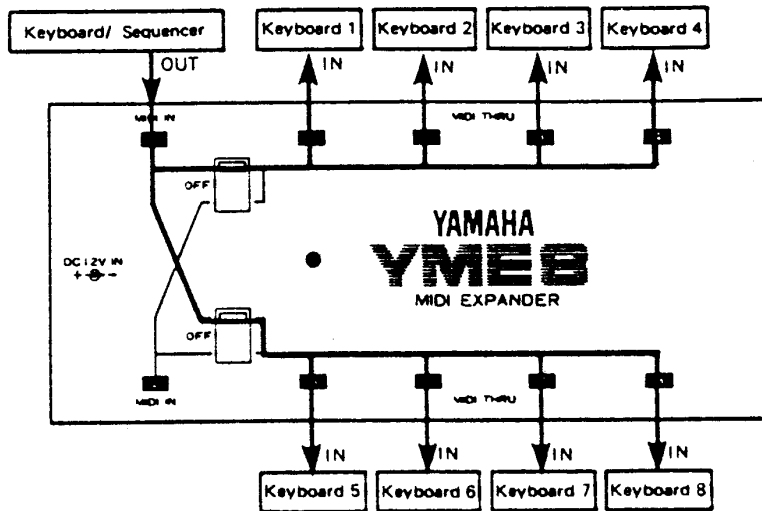 Keyboard/ Sequencer
Keyboard 1
Keyboard 2
Keyboard 3
Keyboard 4
OUT
IN
IN
IN
IN
MIDI IN
MIDI THRU
OFF
YAMAHA
YME8
MIDI EXPANDER
DC12V IN
+ -
OFF
MIDI IN
MIDI THRU
IN
IN
IN
IN
Keyboard 5
Keyboard 6
Keyboard 7
Keyboard 8